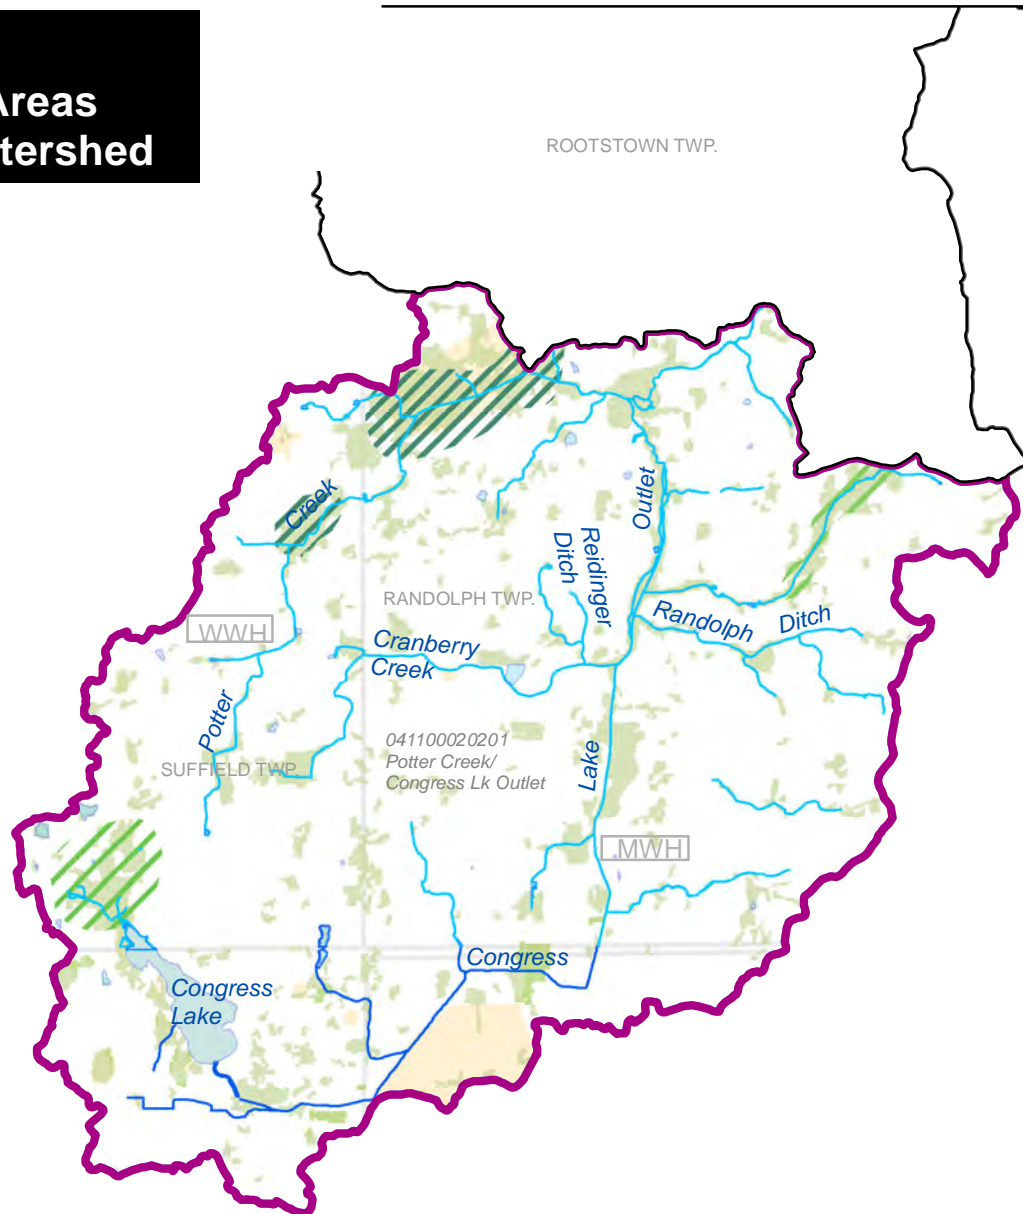 Areas
tershed
ROOTSTOWN TWP.
Creek
Outlet
Reidinger
Ditch
RANDOLPH TWP.
Randolph
Ditch
WWH
Cranberry
Creek
Potter
SUFFIELD TWP.
041100020201
Potter Creek/
Congress Lk Outlet
Lake
MWH
Congress
Congress
Lake